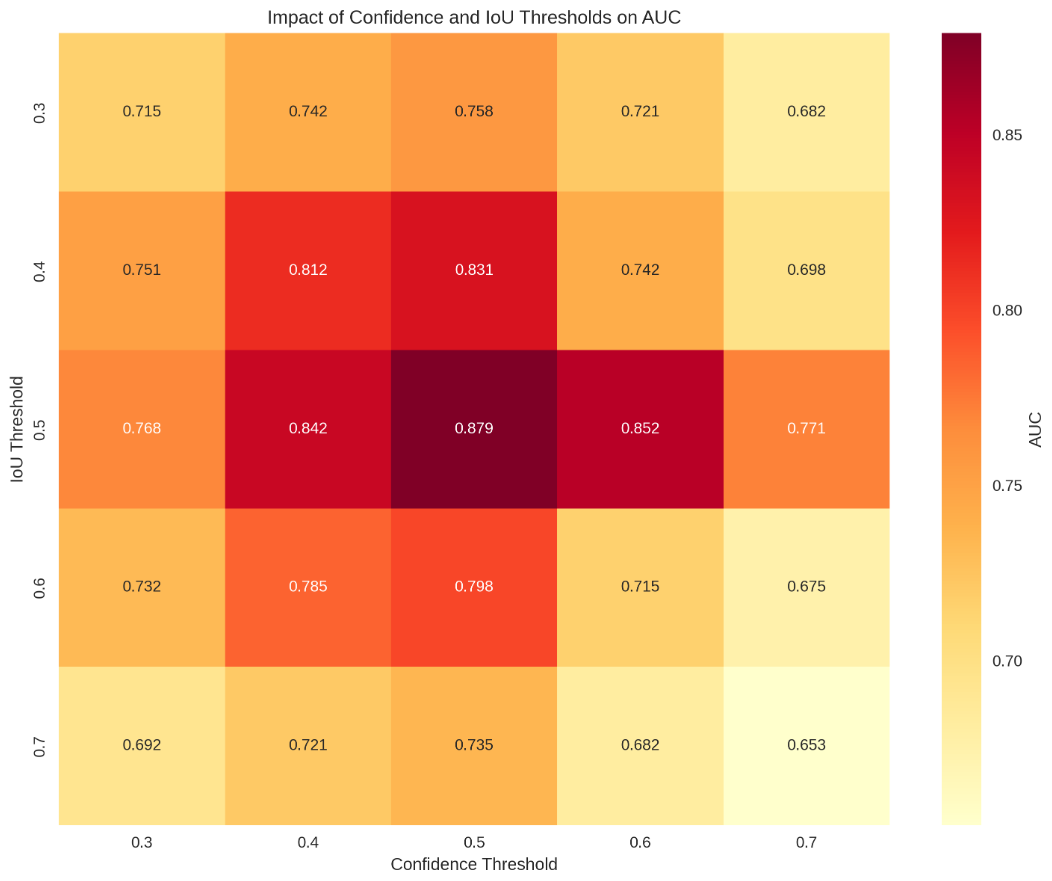 Impact of Confidence and IoU Thresholds on AUC
IoU Threshold
0.3 0.715 0.742 0.758 0.721 0.682
0.4 0.751 0.812 0.831 0.742 0.698
0.5 0.768 0.842 0.879 0.852 0.771
0.6 0.732 0.785 0.798 0.715 0.675
0.7 0.692 0.721 0.735 0.682 0.653
0.3 0.4 0.5 0.6 0.7
Confidence Threshold
0.85
0.80
0.75
0.70
AUC